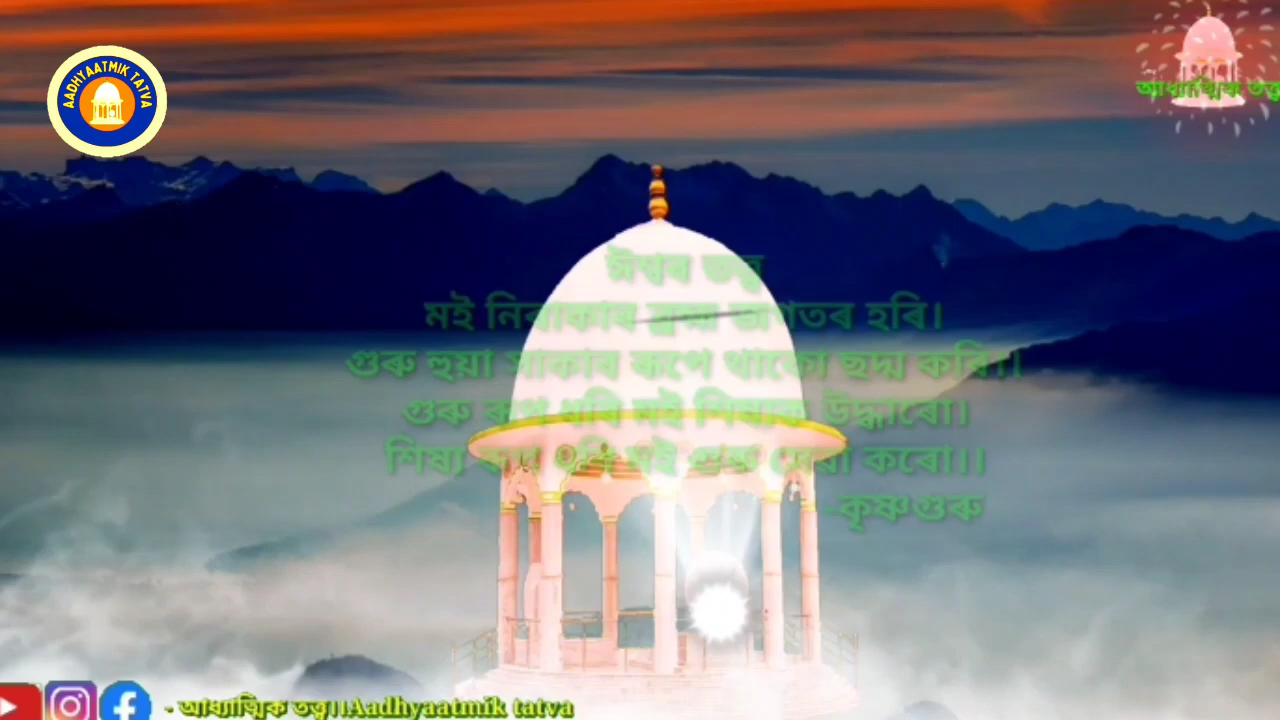 AADHYAATMIK TATVA
আধ্যাত্মিক তত্ত্ব
ঈশ্বৰ তত্ত্ব
মই নিৰাকাৰ ব্ৰহ্ম জগতৰ হৰি।
গুৰু হুয়া সাকাৰ ৰূপে থাকো ছদ্ম কৰি।।
গুৰু ৰূপ ধৰি মই শিষ্যক উদ্ধাৰো।
শিষ্য ৰূপ ধৰি মই গুৰু সেৱা কৰো।।
-কৃষ্ণগুৰু
- আধ্যাত্মিক তত্ত্ব।।Aadhyaatmik tatva